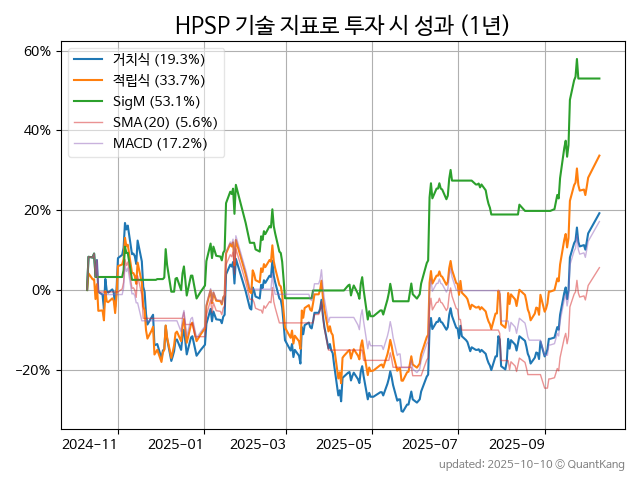 HPSP 기술 지표로 투자 시 성과 (1년)
60%
40%
20%
0%
−20%
거치식 (19.3%)
적립식 (33.7%)
SigM (53.1%)
SMA(20) (5.6%)
MACD (17.2%)
2024−11 2025−01 2025−03 2025−05 2025−07 2025−09
updated: 2025-10-10 © QuantKang